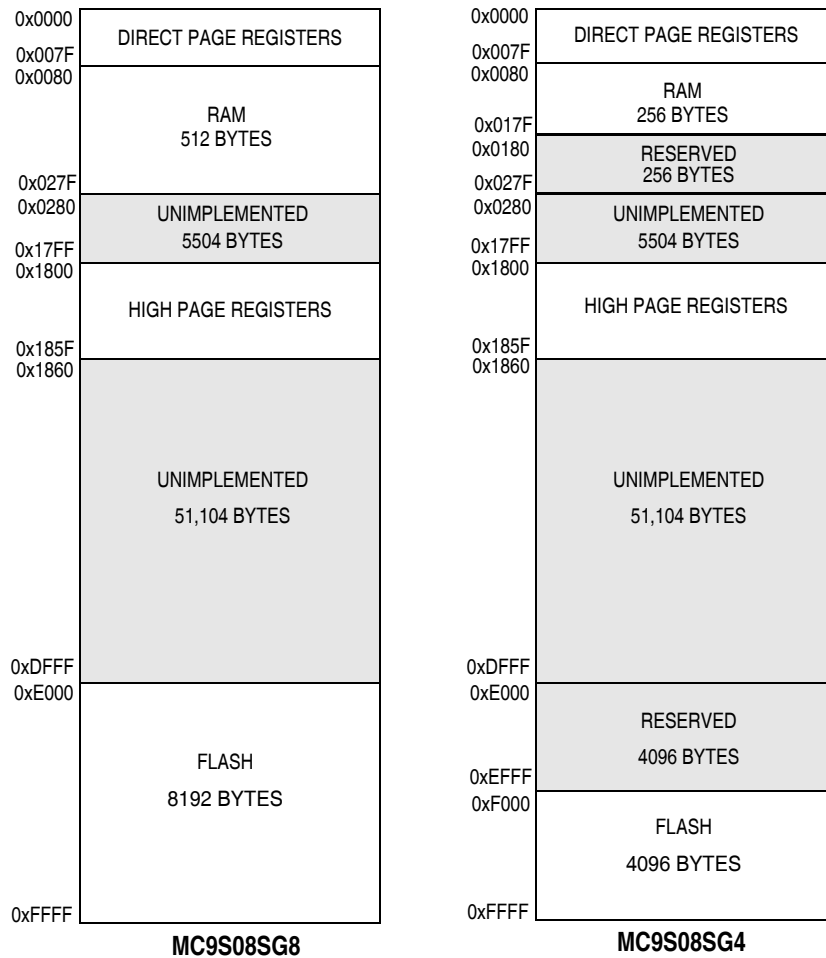 0x0000
DIRECT PAGE REGISTERS
0x007F
0x0080
RAM
512 BYTES
0x027F
0x0280
UNIMPLEMENTED
5504 BYTES
0x17FF
0x1800
HIGH PAGE REGISTERS
0x185F
0x1860
UNIMPLEMENTED
51,104 BYTES
0xDFFF
0xE000
FLASH
8192 BYTES
0xFFFF
MC9S08SG8
0x0000
DIRECT PAGE REGISTERS
0x007F
0x0080
RAM
256 BYTES
0x017F
0x0180
RESERVED
256 BYTES
0x027F
0x0280
UNIMPLEMENTED
5504 BYTES
0x17FF
0x1800
HIGH PAGE REGISTERS
0x185F
0x1860
UNIMPLEMENTED
51,104 BYTES
0xDFFF
0xE000
RESERVED
4096 BYTES
0xEFFF
0xF000
FLASH
4096 BYTES
0xFFFF
MC9S08SG4